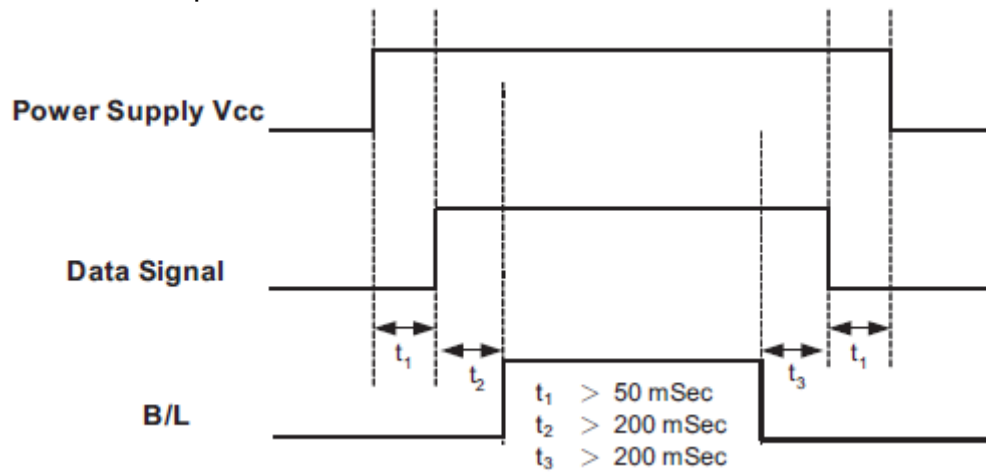 Power Supply Vcc
Data Signal
t₁
t₂
t₃
t₁
B/L
t₁ > 50 mSec
t₂ > 200 mSec
t₃ > 200 mSec